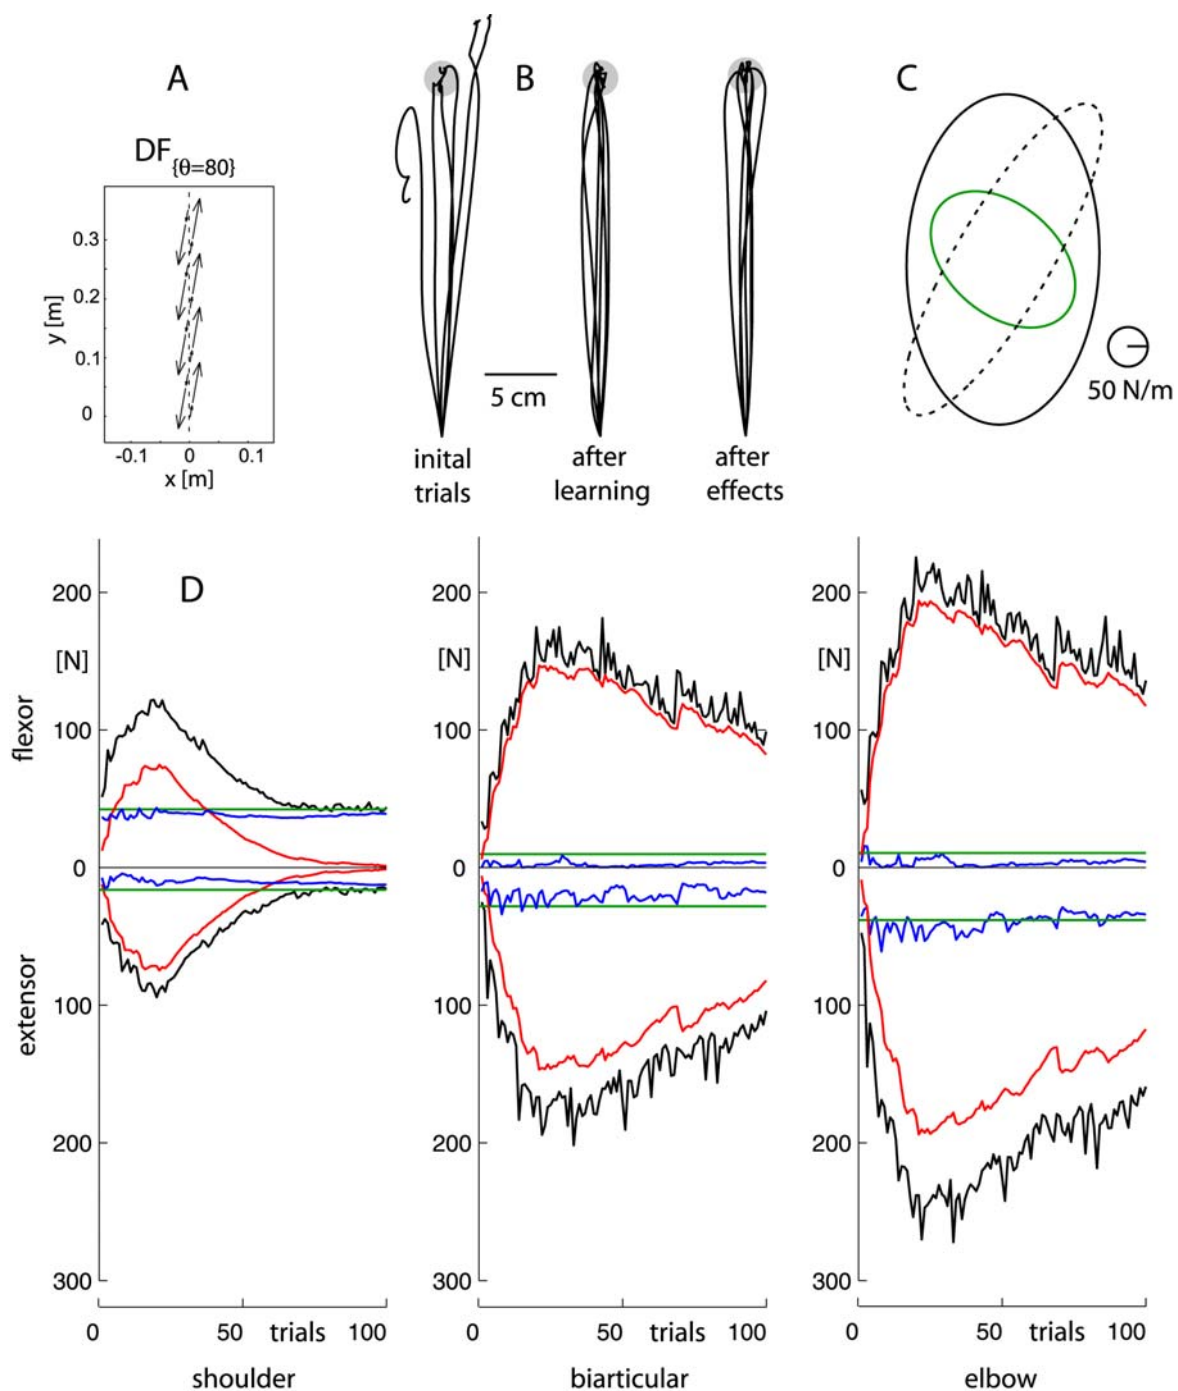 A
B
C
DF{θ=80}
0.3
0.2
0.1
0
y [m]
-0.1 0 0.1
x [m]
5 cm
50 N/m
inital
trials
after
learning
after
effects
D
200
[N]
100
0
100
200
300
flexor
extensor
200
[N]
100
0
100
200
300
200
[N]
100
0
100
200
300
0 50 trials 100
0 50 trials 100
0 50 trials 100
shoulder
biarticular
elbow